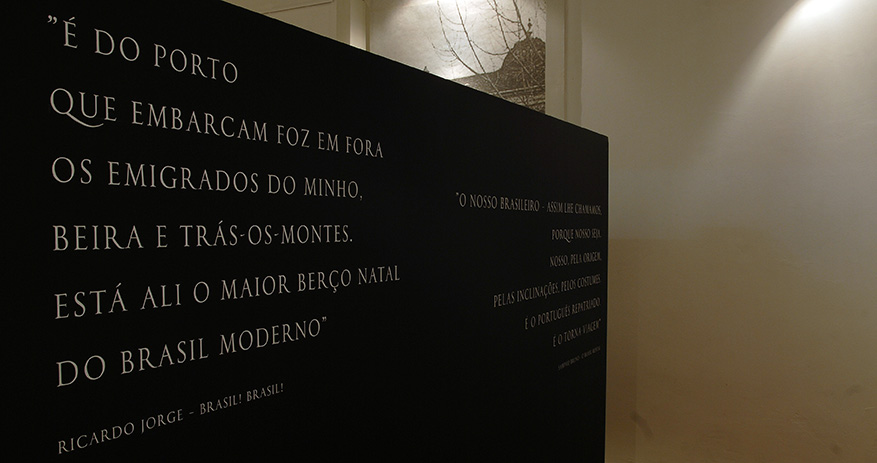 "É DO PORTO
QUE EMBARCAM FOZ EM FORA
OS EMIGRADOS DO MINHO,
BEIRA E TRÁS-OS-MONTES.
ESTÁ ALI O MAIOR BERÇO NATAL
DO BRASIL MODERNO"
RICARDO JORGE – BRASIL! BRASIL!
"O NOSSO BRASILEIRO – ASSIM LHE CHAMAMOS,
PORQUE NOSSO SEJA.
NOSSO, PELA ORIGEM,
PELAS INCLINAÇÕES, PELOS COSTUMES
É O PORTUGUÊS REPATRIADO.
É O TORNA VIAGEM"